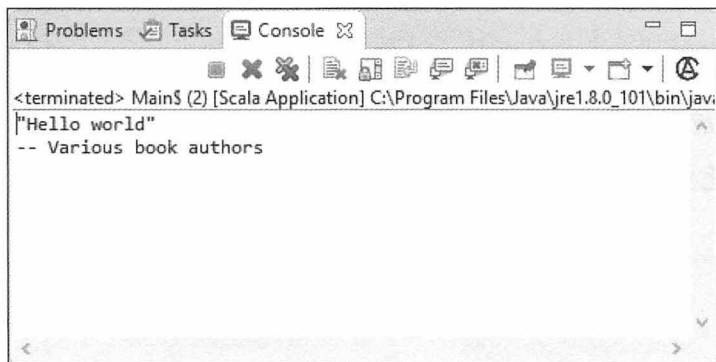 Problems Tasks Console
<terminated> Main$ (2) [Scala Application] C:\Program Files\Java\jre1.8.0_101\bin\java
"Hello world"
-- Various book authors